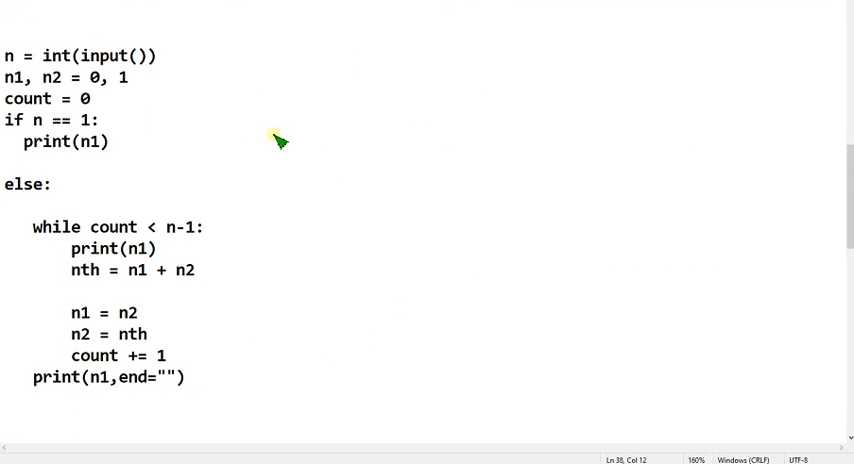 n = int(input())
n1, n2 = 0, 1
count = 0
if n == 1:
  print(n1)
else:
   while count < n-1:
       print(n1)
       nth = n1 + n2
       n1 = n2
       n2 = nth
       count += 1
   print(n1,end="")
Ln 38, Col 12 160% Windows (CRLF) UTF-8